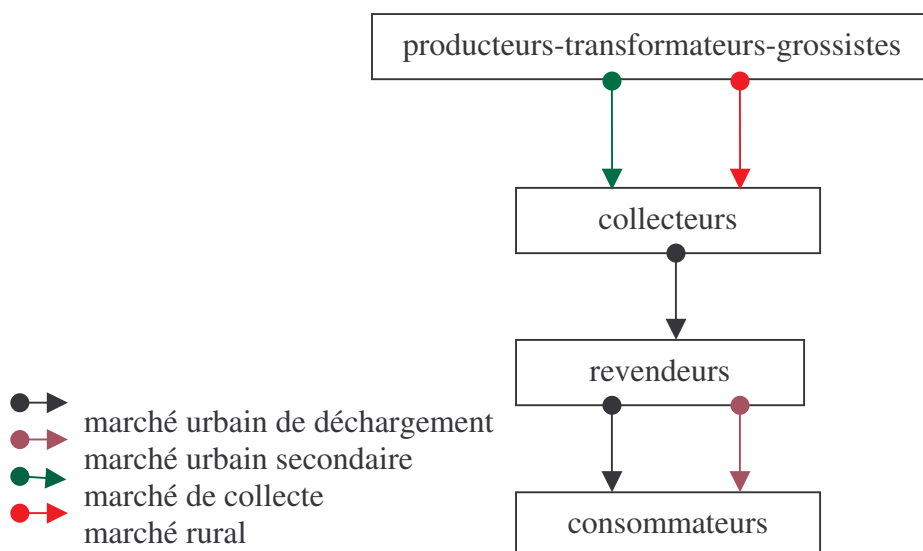 producteurs-transformateurs-grossistes
collecteurs
revendeurs
marché urbain de déchargement
marché urbain secondaire
marché de collecte
marché rural
consommateurs